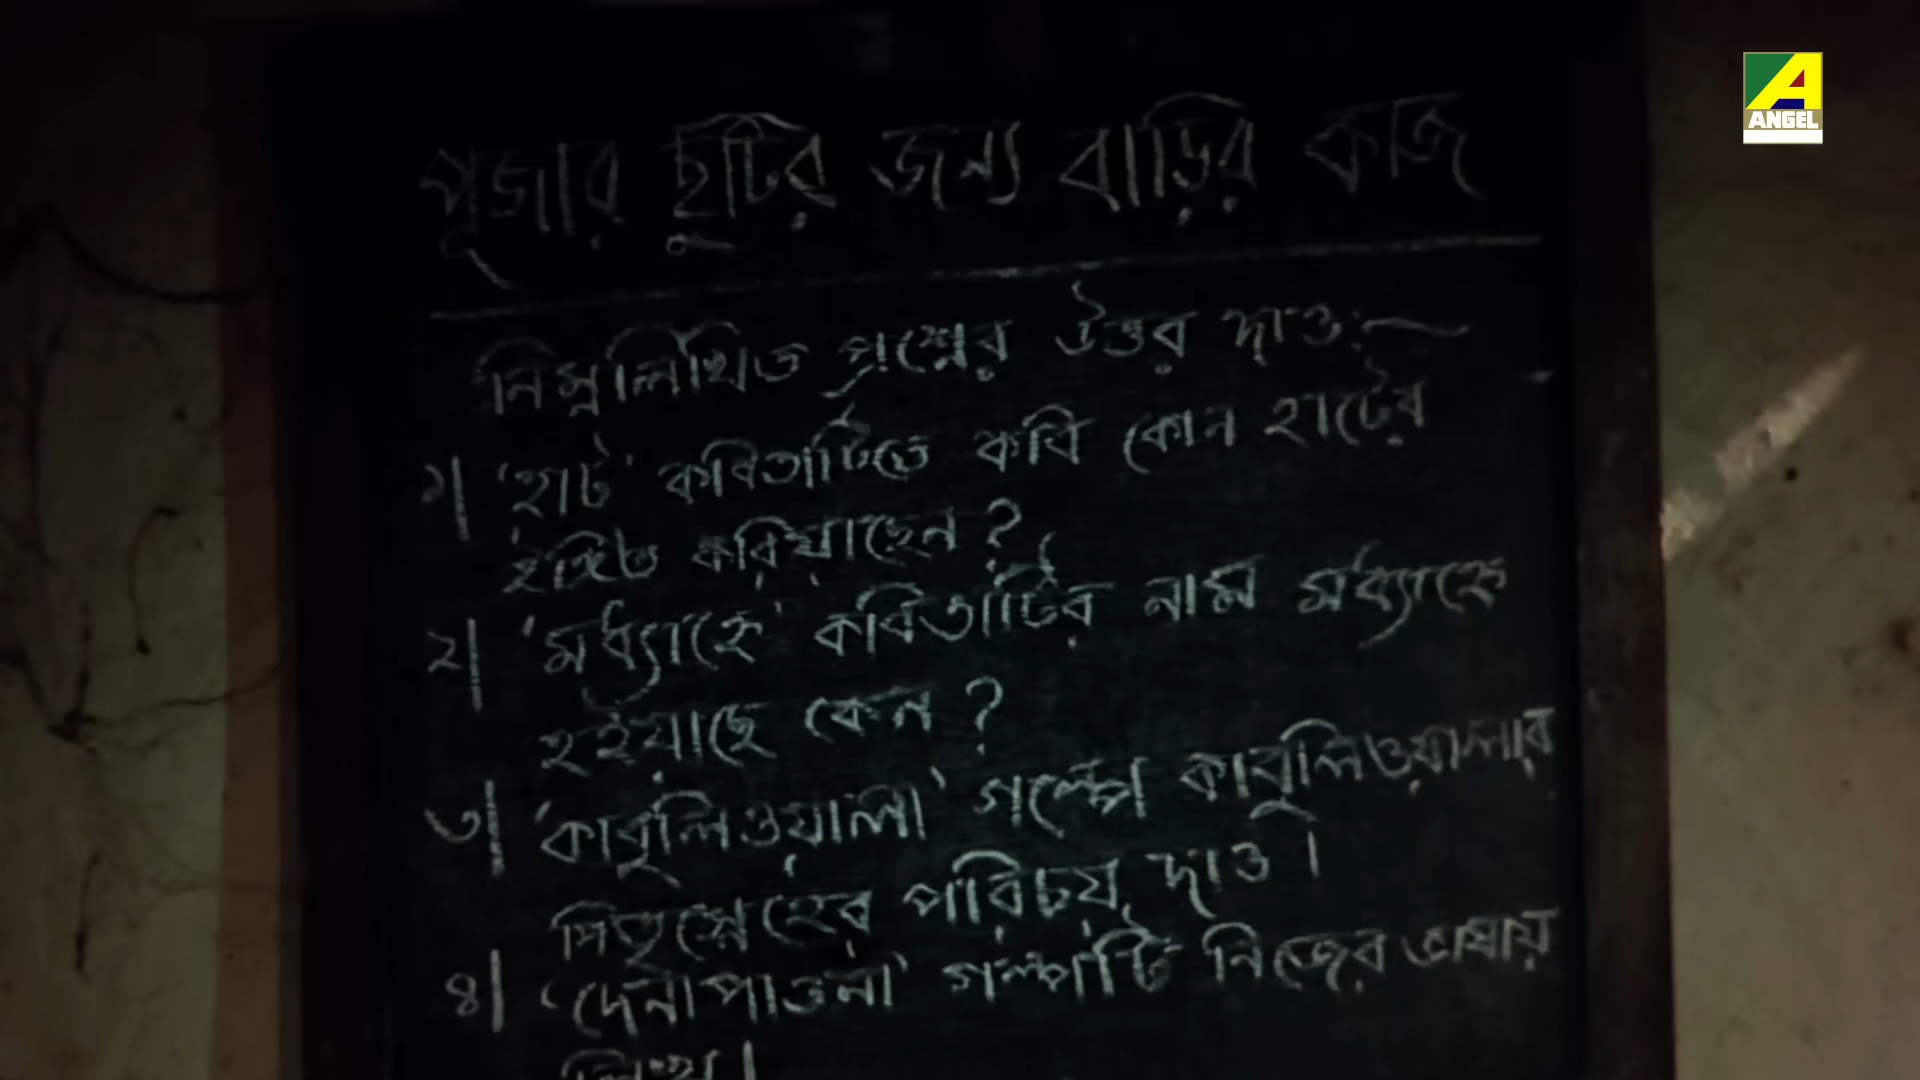 ANGEL
পূজার ছুটির জন্য বাড়ির কাজ
নিম্নলিখিত প্রশ্নের উত্তর দাও:—
১| 'হাট' কবিতাটিতে কবি কোন হাটের
ইঙ্গিত করিয়াছেন ?
২| 'মধ্যাহ্নে' কবিতাটির নাম মধ্যাহ্নে
হইয়াছে কেন ?
৩| 'কাবুলিওয়ালা' গল্পে কাবুলিওয়ালার
পিতৃস্নেহের পরিচয় দাও ।
৪| 'দেনাপাওনা' গল্পটি নিজের ভাষায়
লিখ ।